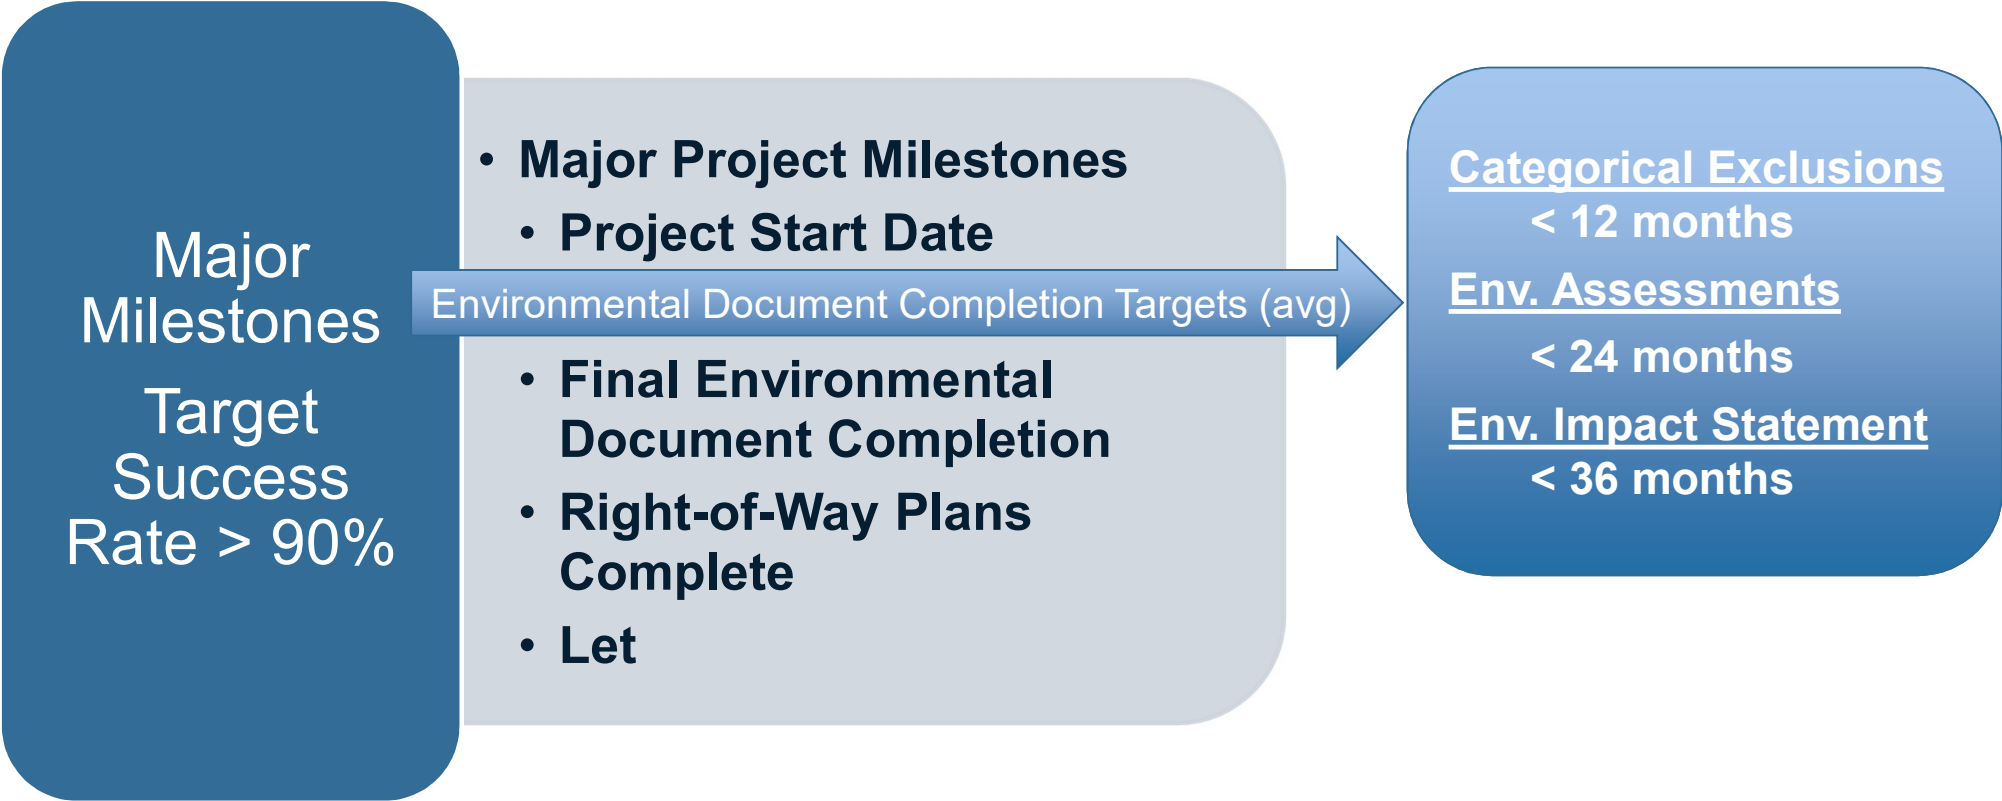 Major
Milestones
Target
Success
Rate > 90%
• Major Project Milestones
• Project Start Date
Environmental Document Completion Targets (avg)
• Final Environmental
Document Completion
• Right-of-Way Plans
Complete
• Let
Categorical Exclusions
< 12 months
Env. Assessments
< 24 months
Env. Impact Statement
< 36 months